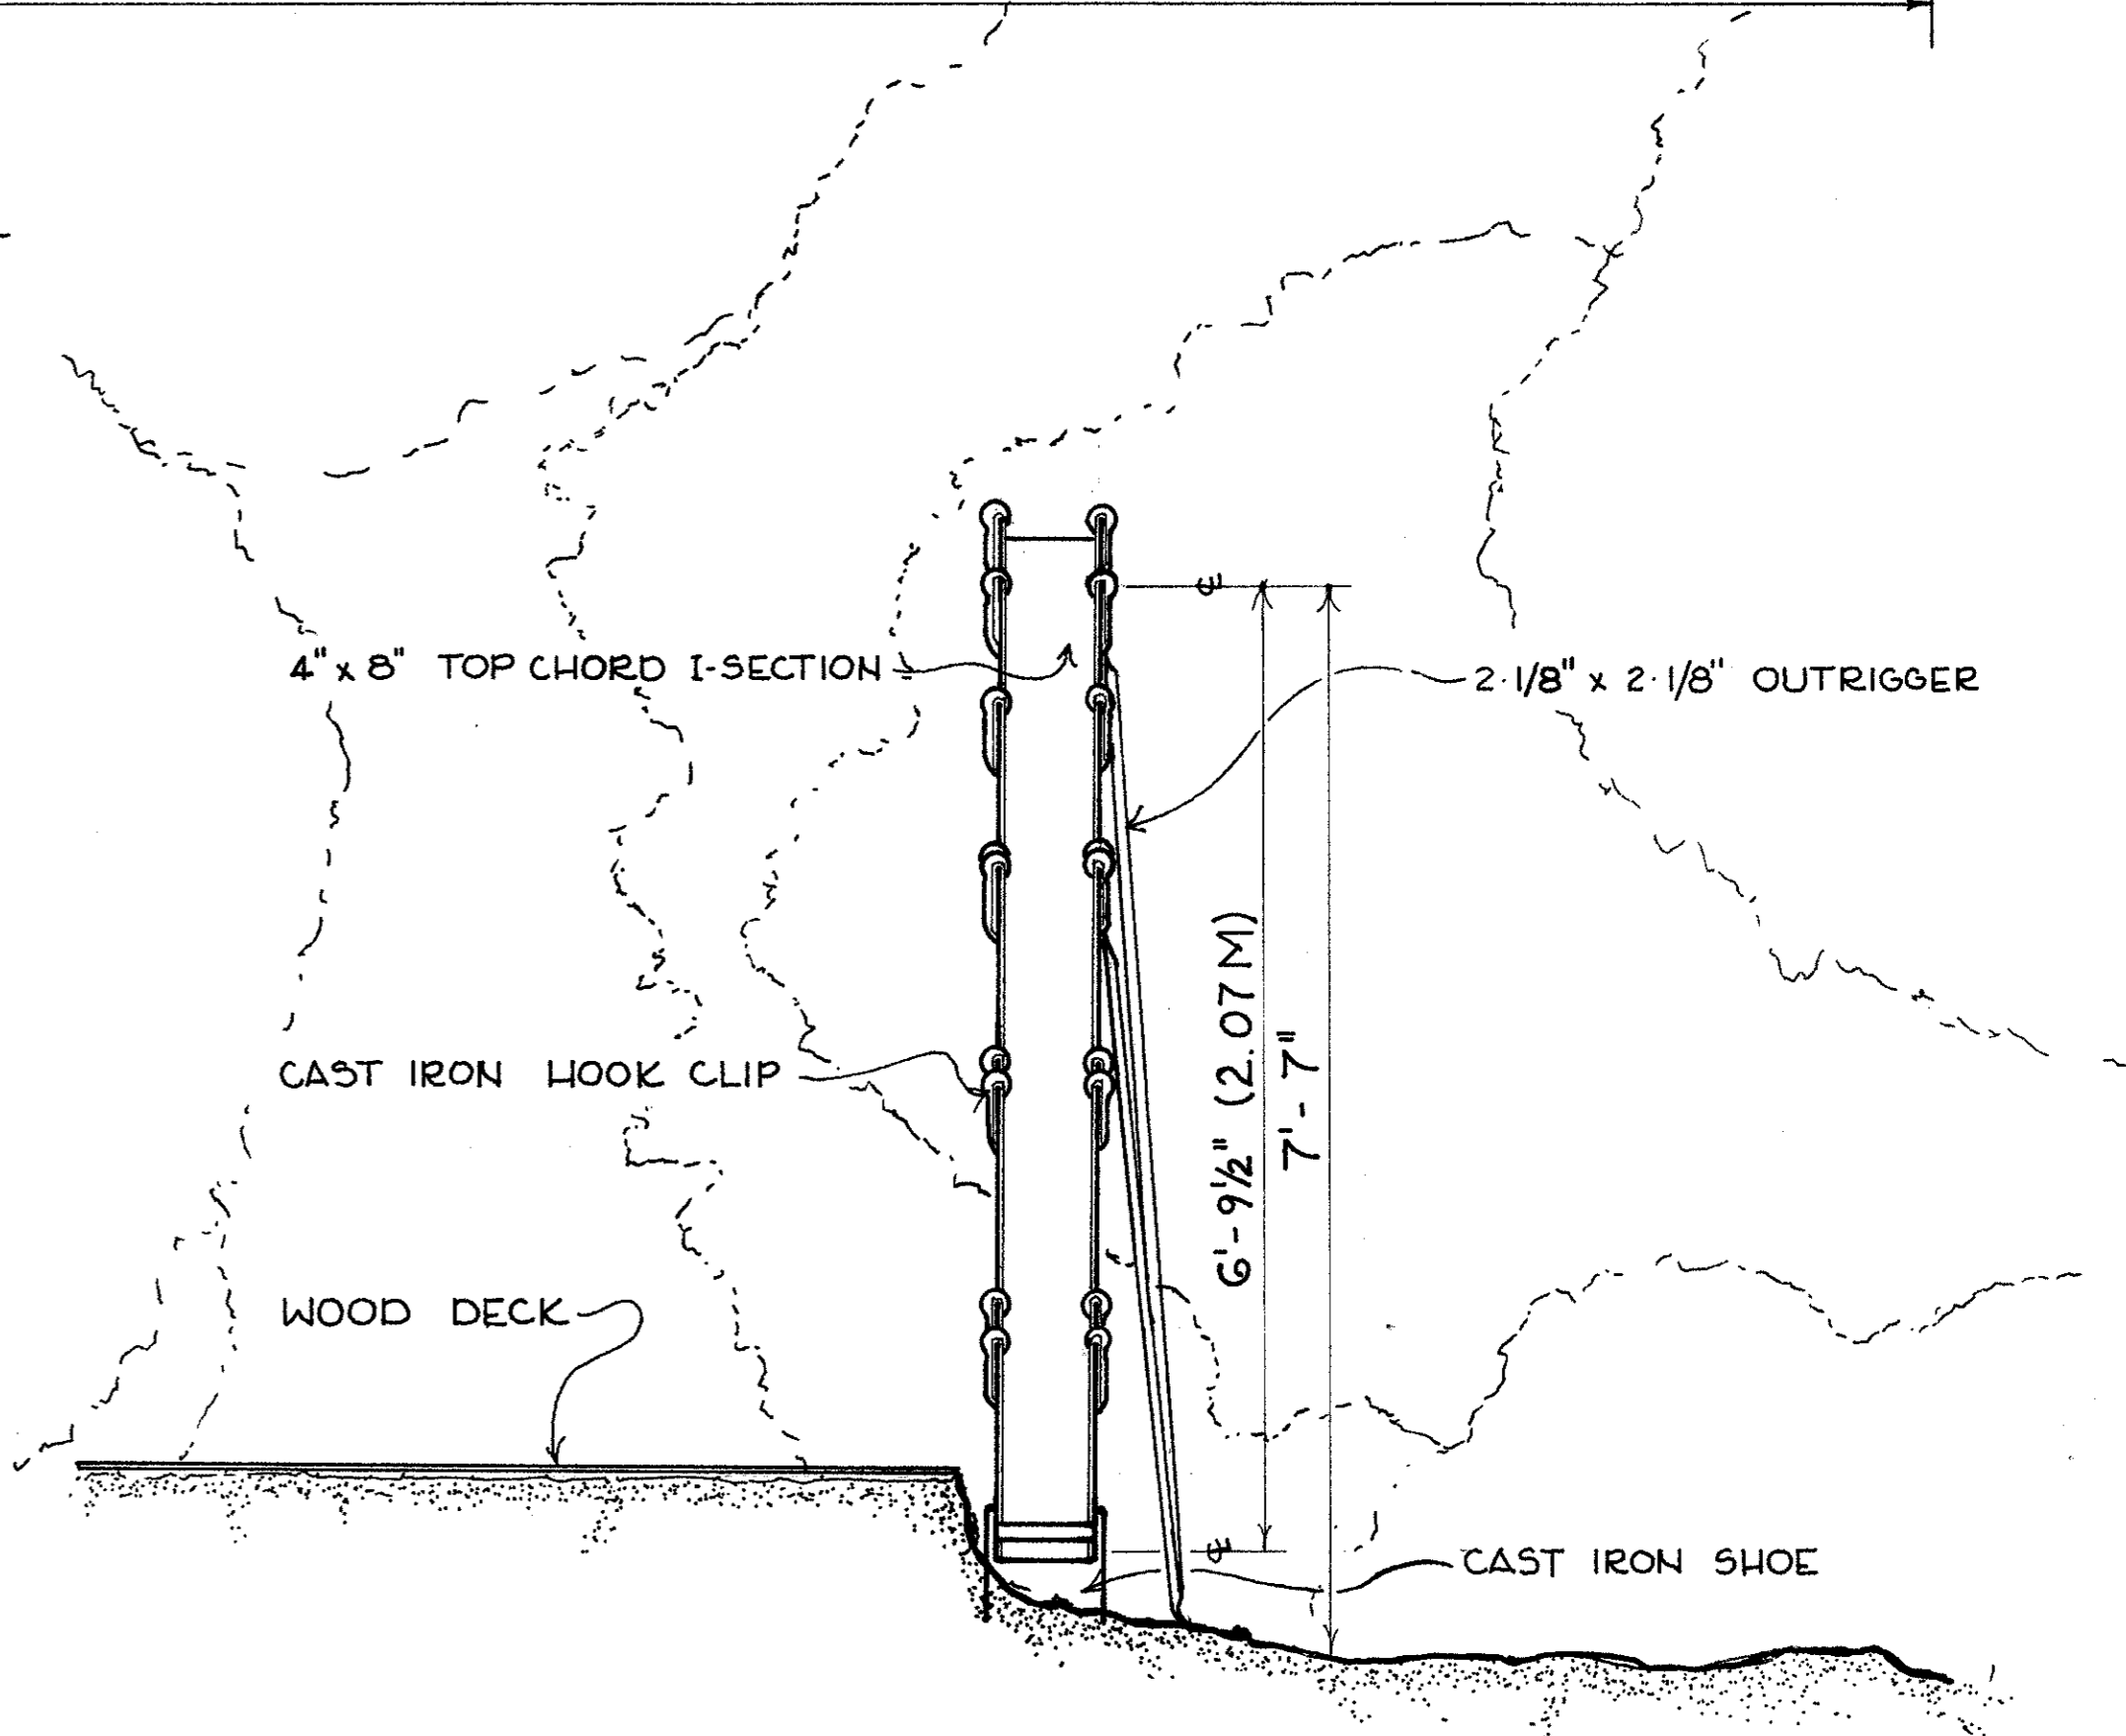 ℄
4" x 8" TOP CHORD I-SECTION
2·1/8" x 2·1/8" OUTRIGGER
6'-9½" (2.07 M)
7'-7"
CAST IRON HOOK CLIP
WOOD DECK
℄
CAST IRON SHOE